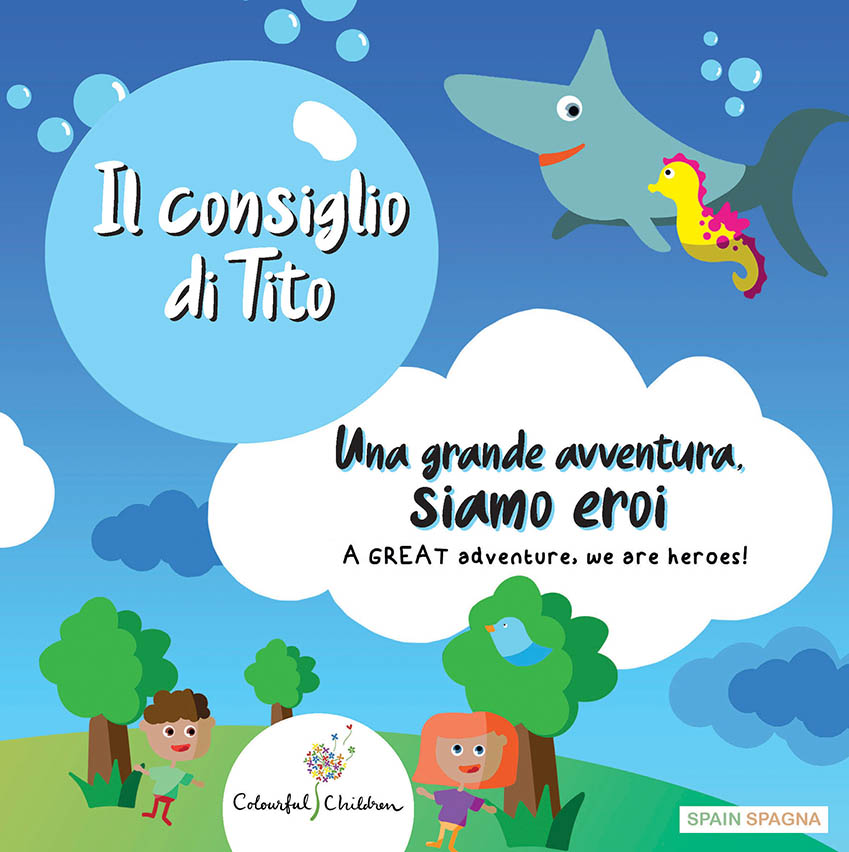 Il consiglio
di Tito
Una grande avventura,
siamo eroi
A GREAT adventure, we are heroes!
Colourful Children
SPAIN SPAGNA